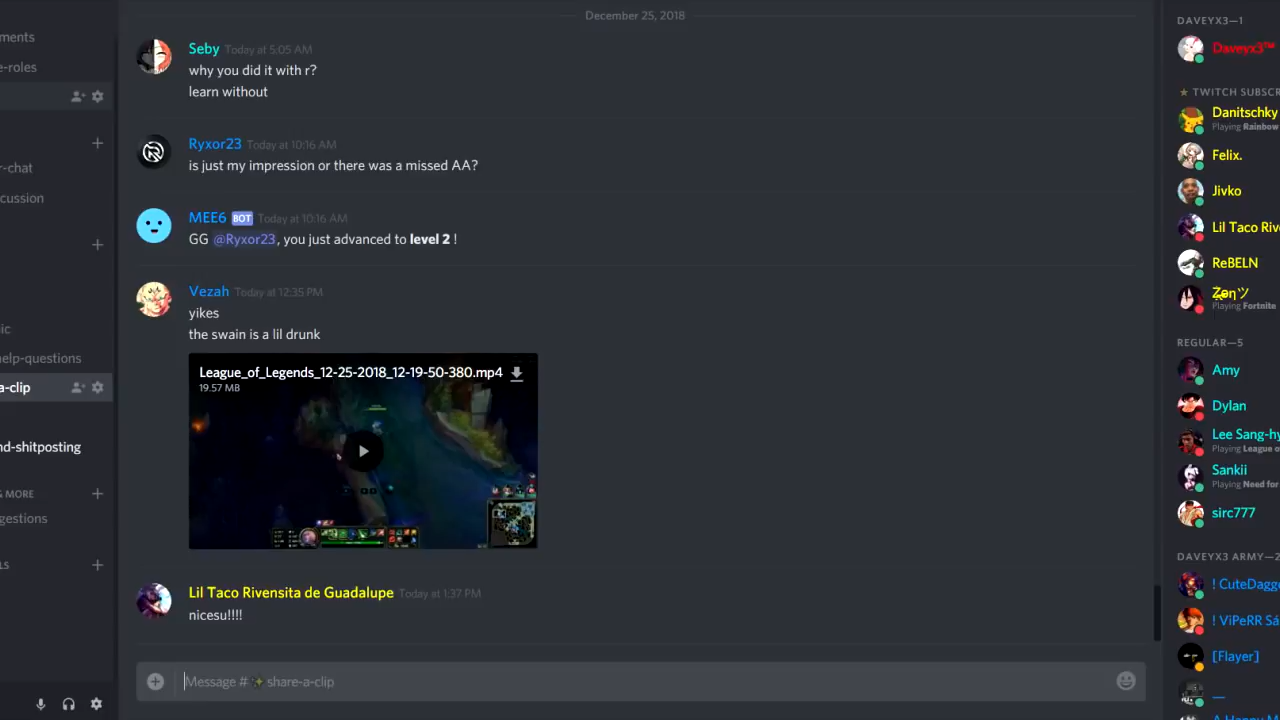 ments
e-roles
r-chat
cussion
ic
help-questions
a-clip
nd-shitposting
& MORE
gestions
LS
December 25, 2018
Seby Today at 5:05 AM
why you did it with r?
learn without
Ryxor23 Today at 10:16 AM
is just my impression or there was a missed AA?
MEE6 BOT Today at 10:16 AM
GG @Ryxor23, you just advanced to level 2 !
Vezah Today at 12:35 PM
yikes
the swain is a lil drunk
League_of_Legends_12-25-2018_12-19-50-380.mp4
19.57 MB
Lil Taco Rivensita de Guadalupe Today at 1:37 PM
nicesu!!!!
Message #✨ share-a-clip
DAVEYX3—1
Daveyx3™
★ TWITCH SUBSCR
Danitschky
Playing Rainbow
Felix.
Jivko
Lil Taco Riv
ReBELN
Playing Fortnite
REGULAR—5
Amy
Dylan
Lee Sang-hy
Playing League o
Sankii
Playing Need for
sirc777
DAVEYX3 ARMY—2
! CuteDagge
! ViPeRR Sá
[Flayer]